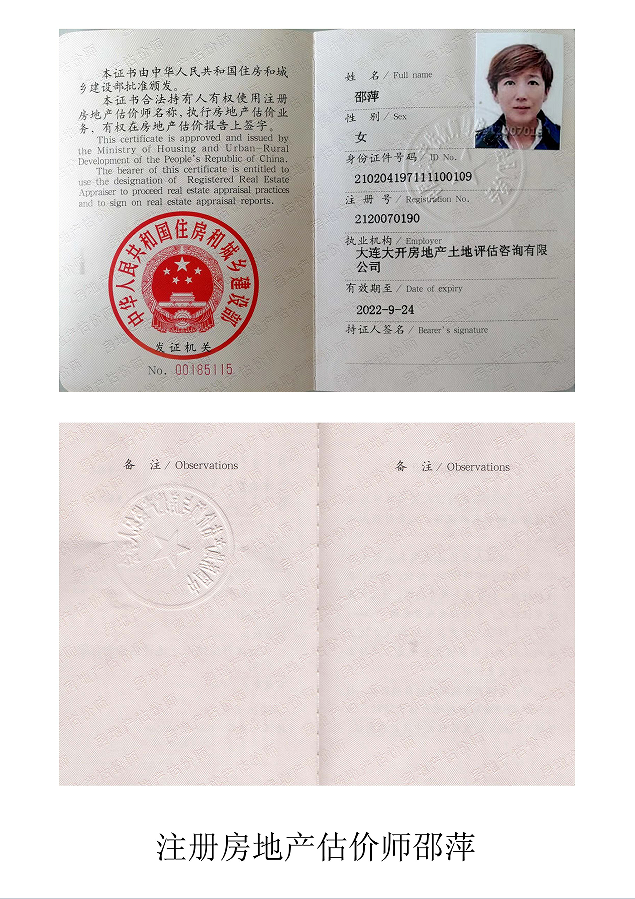 本证书由中华人民共和国住房和城
乡建设部批准颁发。
本证书合法持有人有权使用注册
房地产估价师名称、执行房地产估价业
务、有权在房地产估价报告上签字。
This certificate is approved and issued by
the Ministry of Housing and Urban-Rural
Development of the People's Republic of China.
The bearer of this certificate is entitled to
use the designation of Registered Real Estate
Appraiser to proceed real estate appraisal practices
and to sign on real estate appraisal reports.
中华人民共和国住房和城乡建设部
发证机关
No. 00185115
姓 名 / Full name
邵萍
性 别 / Sex
女
身份证件号码 / ID No.
210204197111100109
注 册 号 / Registration No.
2120070190
执业机构 / Employer
大连大开房地产土地评估咨询有限
公司
有效期至 / Date of expiry
2022-9-24
持证人签名 / Bearer's signature
备 注 / Observations
备 注 / Observations
注册房地产估价师邵萍